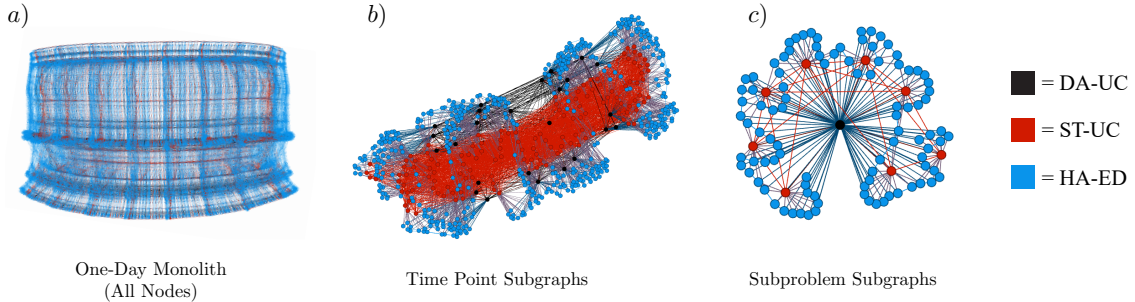 a)
b)
c)
= DA-UC
= ST-UC
= HA-ED
One-Day Monolith
(All Nodes)
Time Point Subgraphs
Subproblem Subgraphs